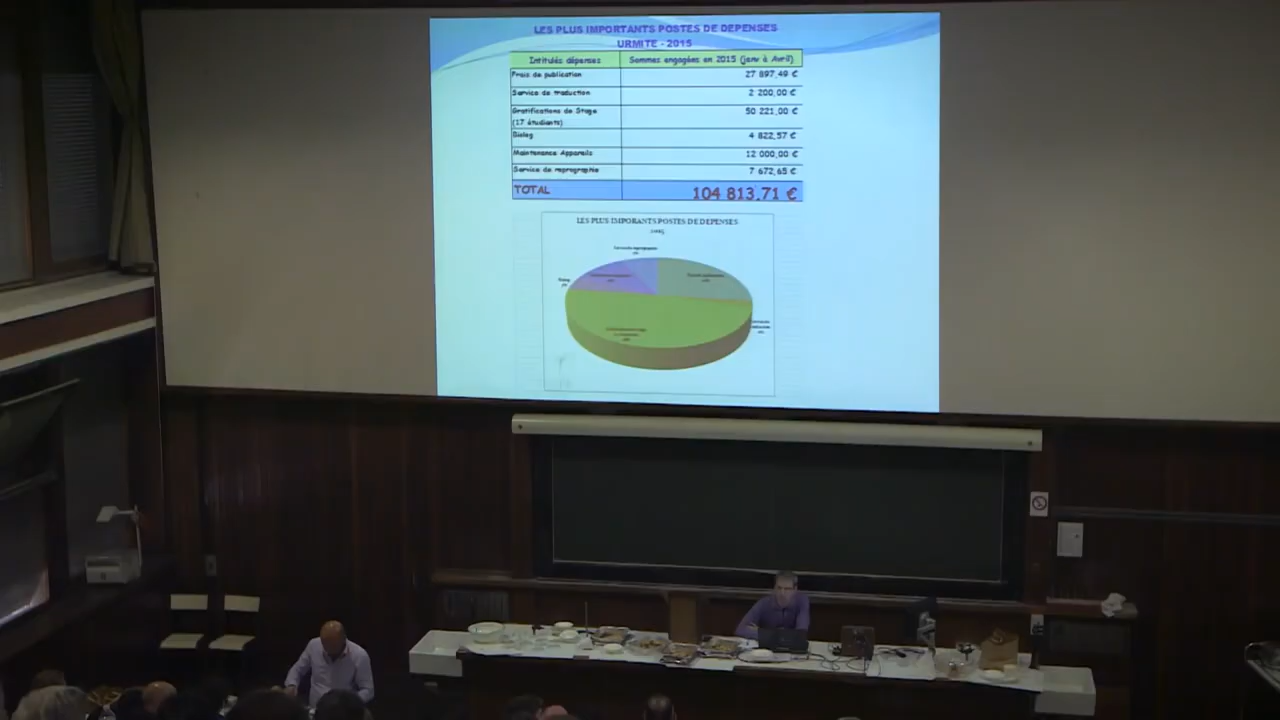 LES PLUS IMPORTANTS POSTES DE DEPENSES
URMITE - 2015
Intitulés dépenses Sommes engagées en 2015 (janv à Avril)
Frais de publication 27 897,49 €
Service de traduction 2 200,00 €
Gratifications de Stage 50 221,00 €
(17 étudiants)
Biolog 4 822,57 €
Maintenance Appareils 12 000,00 €
Service de reprographie 7 672,65 €
TOTAL 104 813,71 €
LES PLUS IMPORANTS POSTES DE DEPENSES
2015